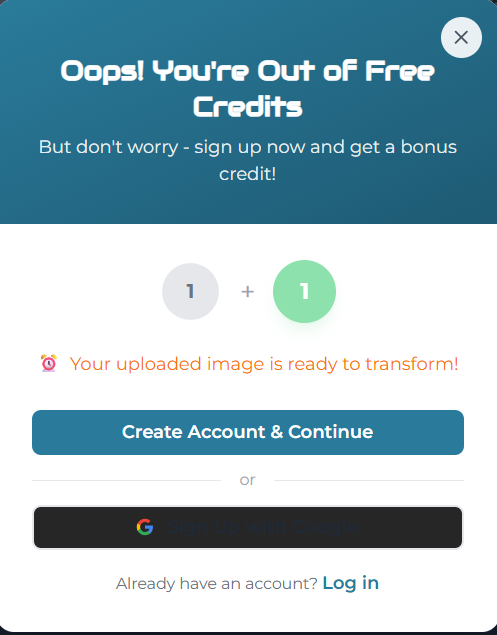 Oops! You're Out of Free
Credits
But don't worry - sign up now and get a bonus
credit!
1 + 1
Your uploaded image is ready to transform!
Create Account & Continue
or
Sign up with Google
Already have an account? Log in